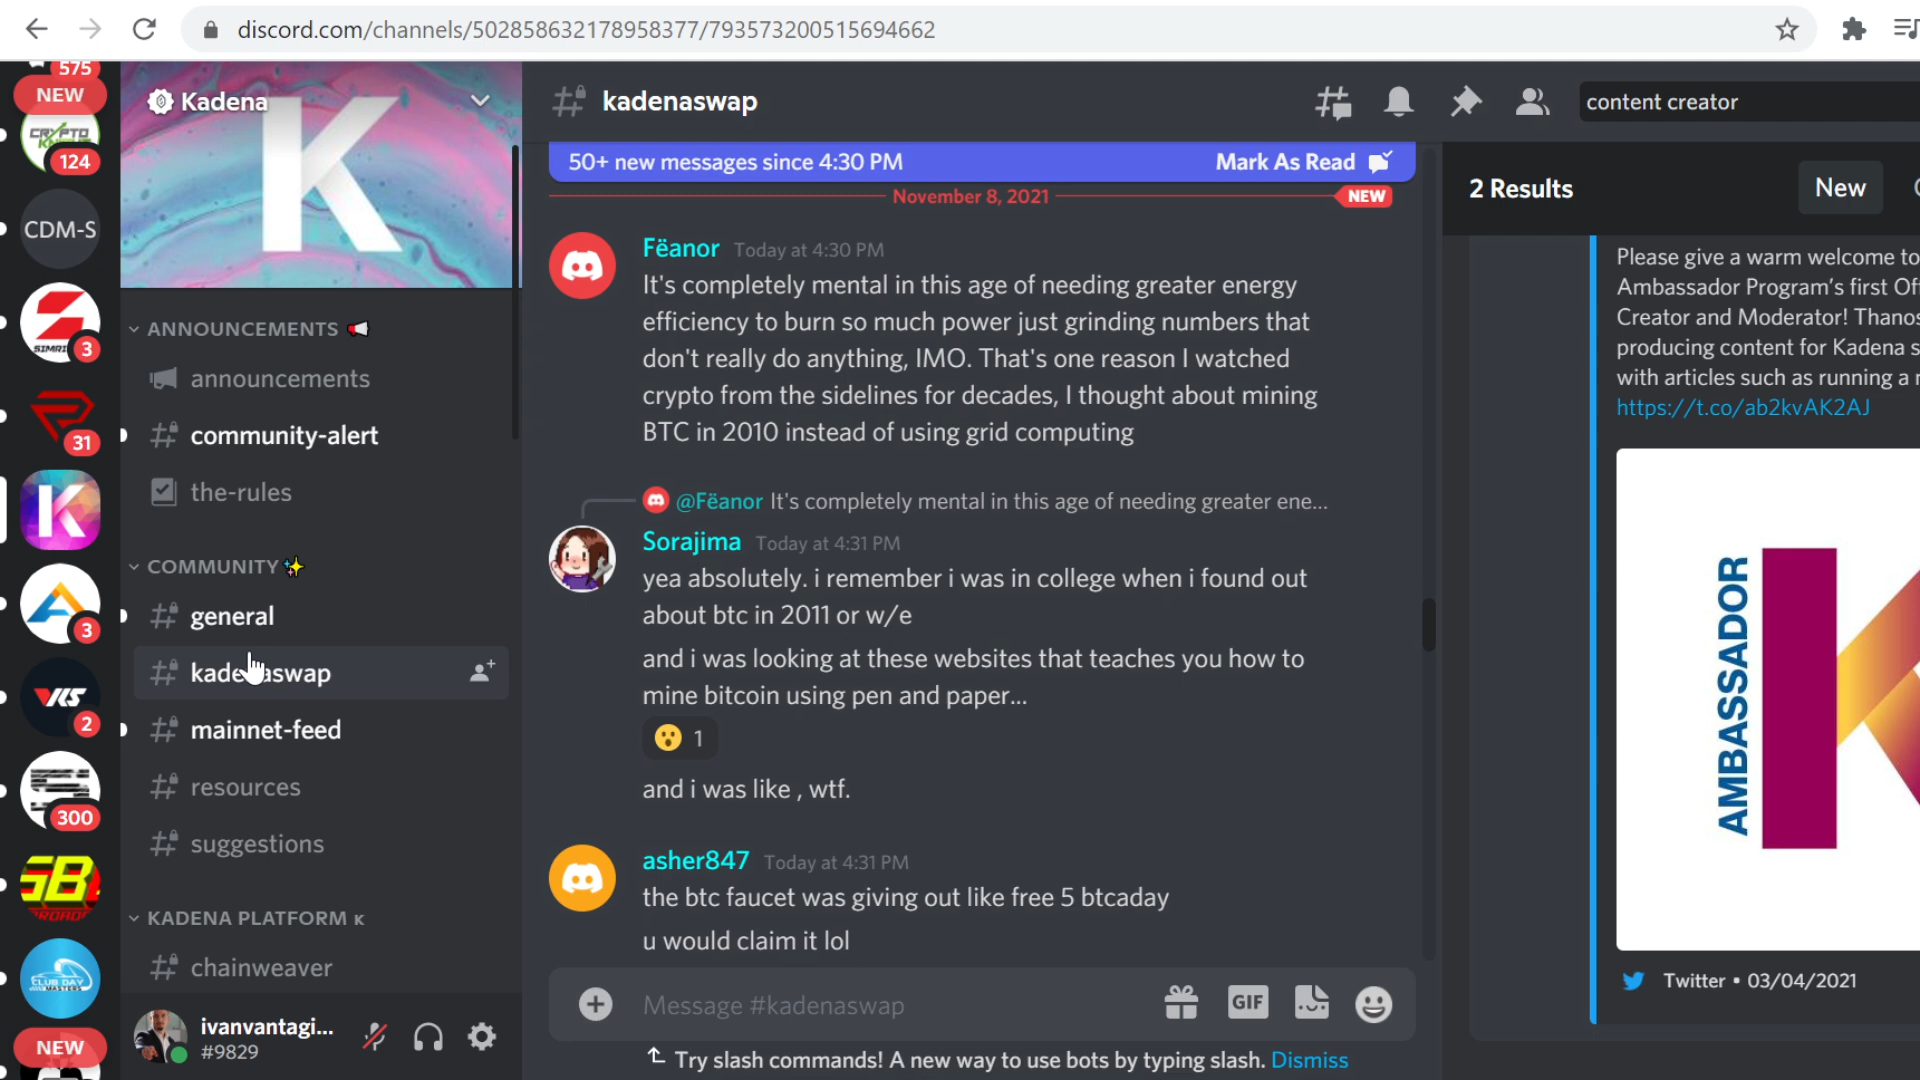 discord.com/channels/502858632178958377/793573200515694662
575
NEW
CRYPTO
124
CDM-S
SIMRI
3
31
K
3
VKS
2
300
SB
CLUB DAY
MASTERS
NEW
Kadena
K
ANNOUNCEMENTS
announcements
community-alert
the-rules
COMMUNITY
general
kadenaswap
mainnet-feed
resources
suggestions
KADENA PLATFORM K
chainweaver
ivanvantagi...
#9829
kadenaswap
content creator
50+ new messages since 4:30 PM
Mark As Read
November 8, 2021
NEW
Fëanor Today at 4:30 PM
It's completely mental in this age of needing greater energy
efficiency to burn so much power just grinding numbers that
don't really do anything, IMO. That's one reason I watched
crypto from the sidelines for decades, I thought about mining
BTC in 2010 instead of using grid computing
@Fëanor It's completely mental in this age of needing greater ene...
Sorajima Today at 4:31 PM
yea absolutely. i remember i was in college when i found out
about btc in 2011 or w/e
and i was looking at these websites that teaches you how to
mine bitcoin using pen and paper...
😮 1
and i was like , wtf.
asher847 Today at 4:31 PM
the btc faucet was giving out like free 5 btcaday
u would claim it lol
Message #kadenaswap
GIF
Try slash commands! A new way to use bots by typing slash. Dismiss
2 Results
New
Please give a warm welcome to
Ambassador Program's first Of
Creator and Moderator! Thanos
producing content for Kadena s
with articles such as running a
https://t.co/ab2kvAK2AJ
AMBASSADOR
Twitter • 03/04/2021